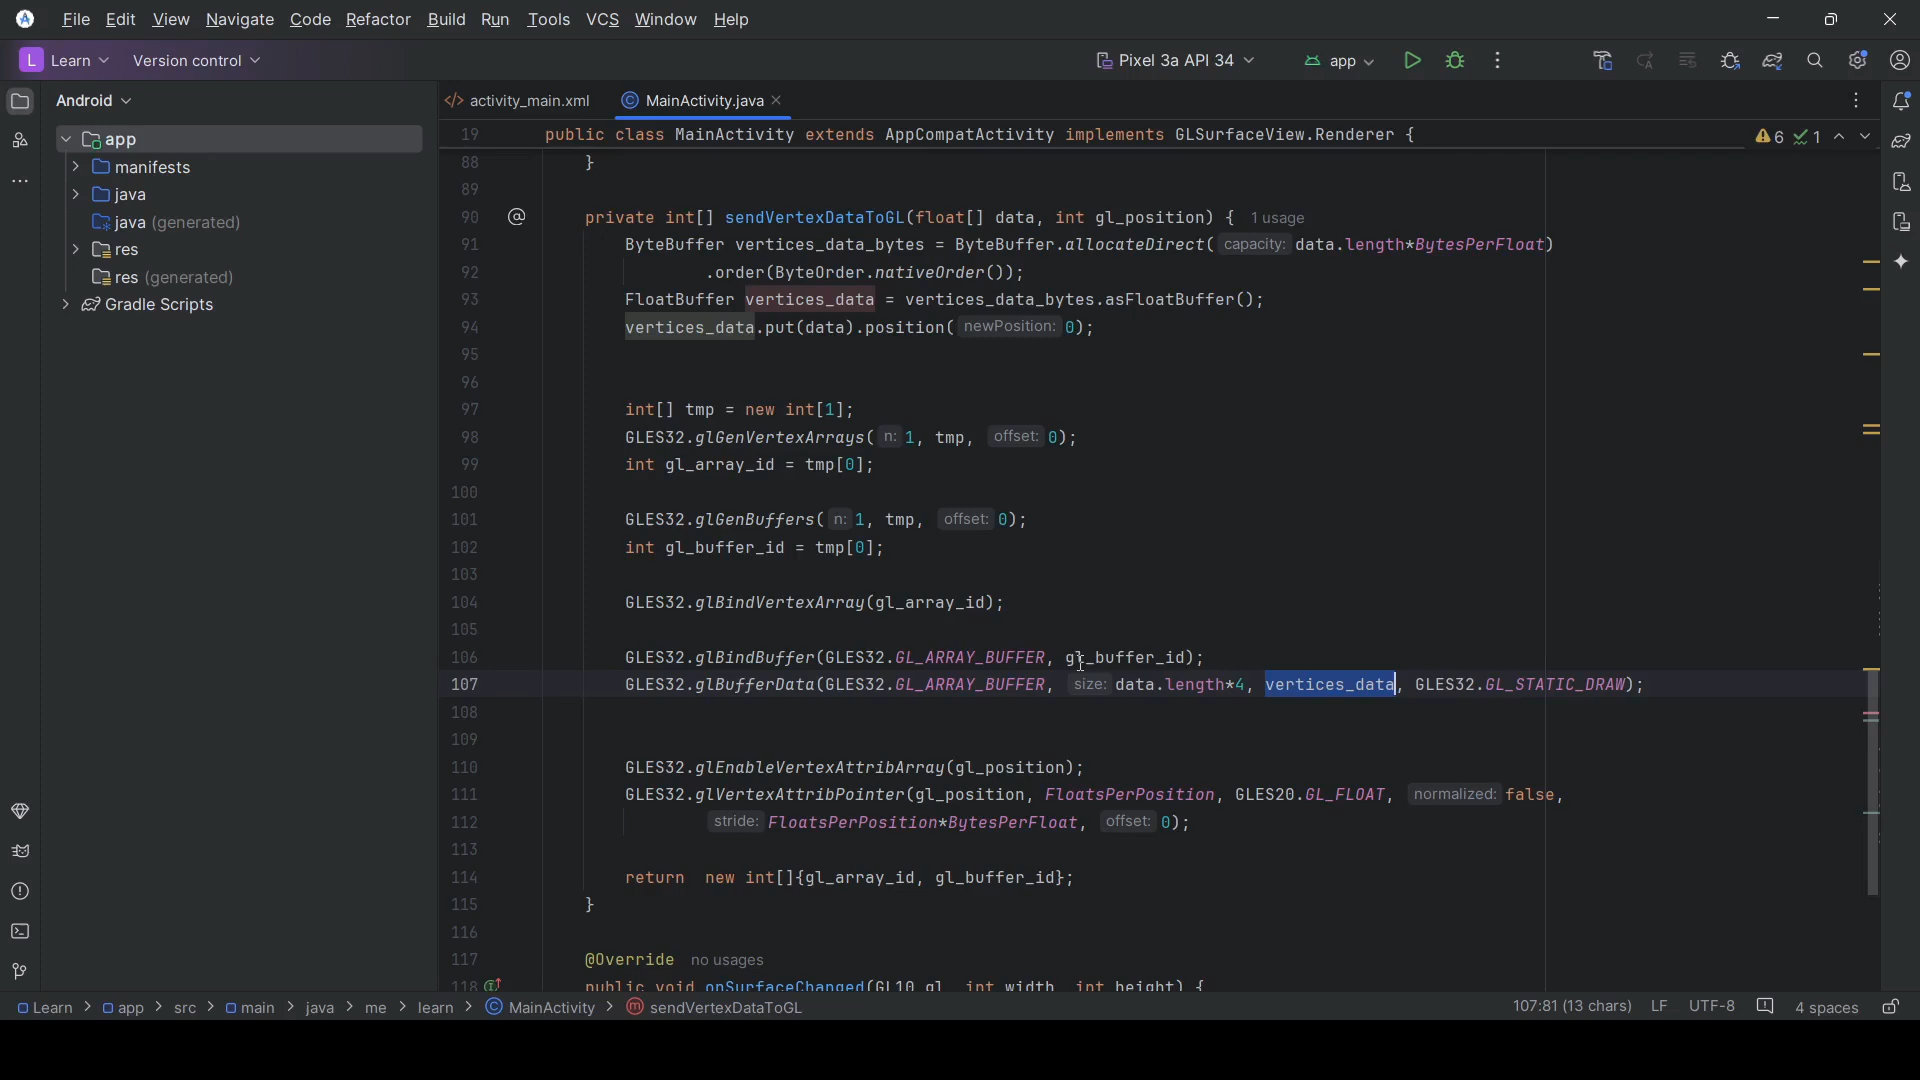 File Edit View Navigate Code Refactor Build Run Tools VCS Window Help
L Learn Version control Pixel 3a API 34 app
Android
app
manifests
java
java (generated)
res
res (generated)
Gradle Scripts
activity_main.xml MainActivity.java
19 public class MainActivity extends AppCompatActivity implements GLSurfaceView.Renderer { 6 1
88 }
89
90 private int[] sendVertexDataToGL(float[] data, int gl_position) { 1 usage
91 ByteBuffer vertices_data_bytes = ByteBuffer.allocateDirect( capacity: data.length*BytesPerFloat)
92 .order(ByteOrder.nativeOrder());
93 FloatBuffer vertices_data = vertices_data_bytes.asFloatBuffer();
94 vertices_data.put(data).position( newPosition: 0);
95
96
97 int[] tmp = new int[1];
98 GLES32.glGenVertexArrays( n: 1, tmp, offset: 0);
99 int gl_array_id = tmp[0];
100
101 GLES32.glGenBuffers( n: 1, tmp, offset: 0);
102 int gl_buffer_id = tmp[0];
103
104 GLES32.glBindVertexArray(gl_array_id);
105
106 GLES32.glBindBuffer(GLES32.GL_ARRAY_BUFFER, gl_buffer_id);
107 GLES32.glBufferData(GLES32.GL_ARRAY_BUFFER, size: data.length*4, vertices_data, GLES32.GL_STATIC_DRAW);
108
109
110 GLES32.glEnableVertexAttribArray(gl_position);
111 GLES32.glVertexAttribPointer(gl_position, FloatsPerPosition, GLES20.GL_FLOAT, normalized: false,
112 stride: FloatsPerPosition*BytesPerFloat, offset: 0);
113
114 return new int[]{gl_array_id, gl_buffer_id};
115 }
116
117 @Override no usages
118 public void onSurfaceChanged(GL10 gl, int width, int height) {
Learn > app > src > main > java > me > learn > MainActivity > sendVertexDataToGL 107:81 (13 chars) LF UTF-8 4 spaces